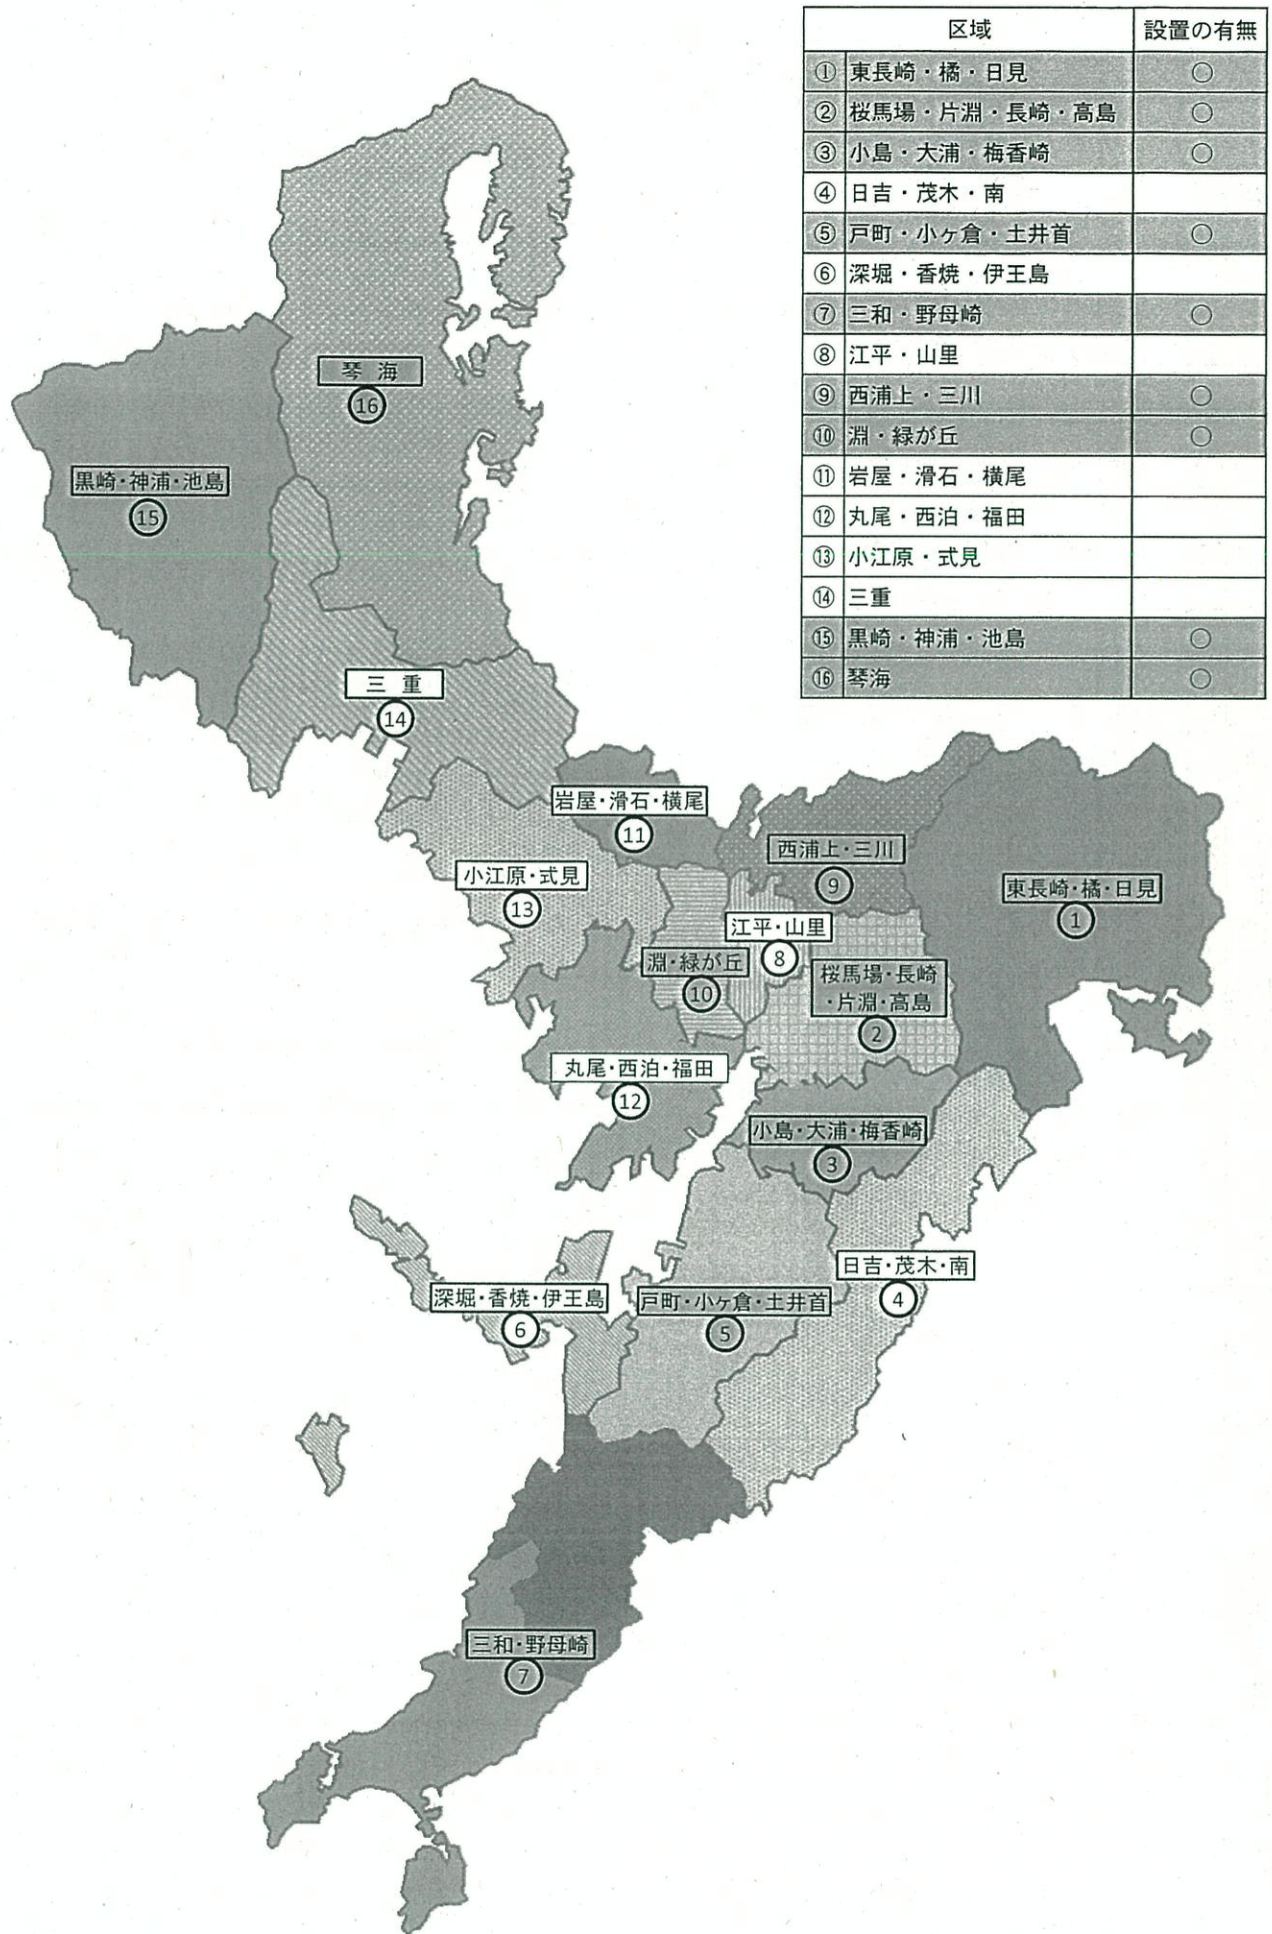 区域 設置の有無
① 東長崎・橘・日見 ○
② 桜馬場・片淵・長崎・高島 ○
③ 小島・大浦・梅香崎 ○
④ 日吉・茂木・南
⑤ 戸町・小ヶ倉・土井首 ○
⑥ 深堀・香焼・伊王島
⑦ 三和・野母崎 ○
⑧ 江平・山里
⑨ 西浦上・三川 ○
⑩ 淵・緑が丘 ○
⑪ 岩屋・滑石・横尾
⑫ 丸尾・西泊・福田
⑬ 小江原・式見
⑭ 三重
⑮ 黒崎・神浦・池島 ○
⑯ 琴海 ○
琴 海
16
黒崎・神浦・池島
15
三 重
14
岩屋・滑石・横尾
11
西浦上・三川
9
小江原・式見
13
東長崎・橘・日見
1
江平・山里
8
淵・緑が丘
10
桜馬場・長崎
・片淵・高島
2
丸尾・西泊・福田
12
小島・大浦・梅香崎
3
日吉・茂木・南
4
深堀・香焼・伊王島
6
戸町・小ヶ倉・土井首
5
三和・野母崎
7